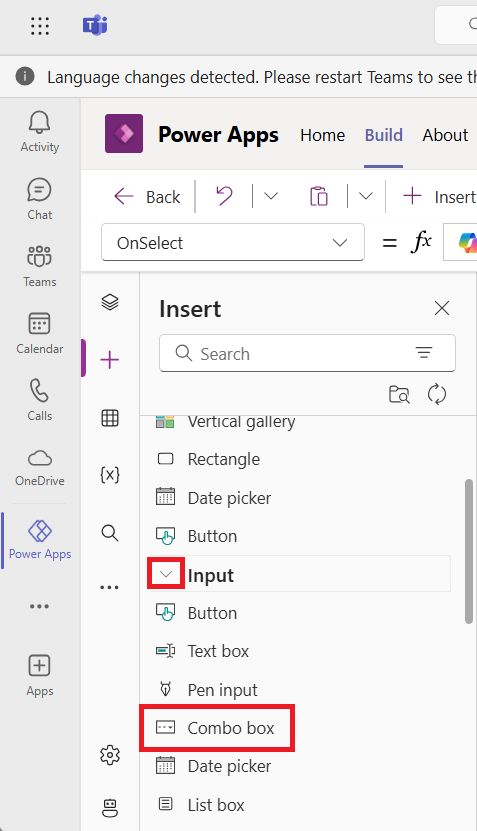 Language changes detected. Please restart Teams to see th
Activity
Chat
Teams
Calendar
Calls
OneDrive
Power Apps
Apps
Power Apps Home Build About
Back Insert
OnSelect = fx
Insert
Search
Vertical gallery
Rectangle
Date picker
Button
Input
Button
Text box
Pen input
Combo box
Date picker
List box